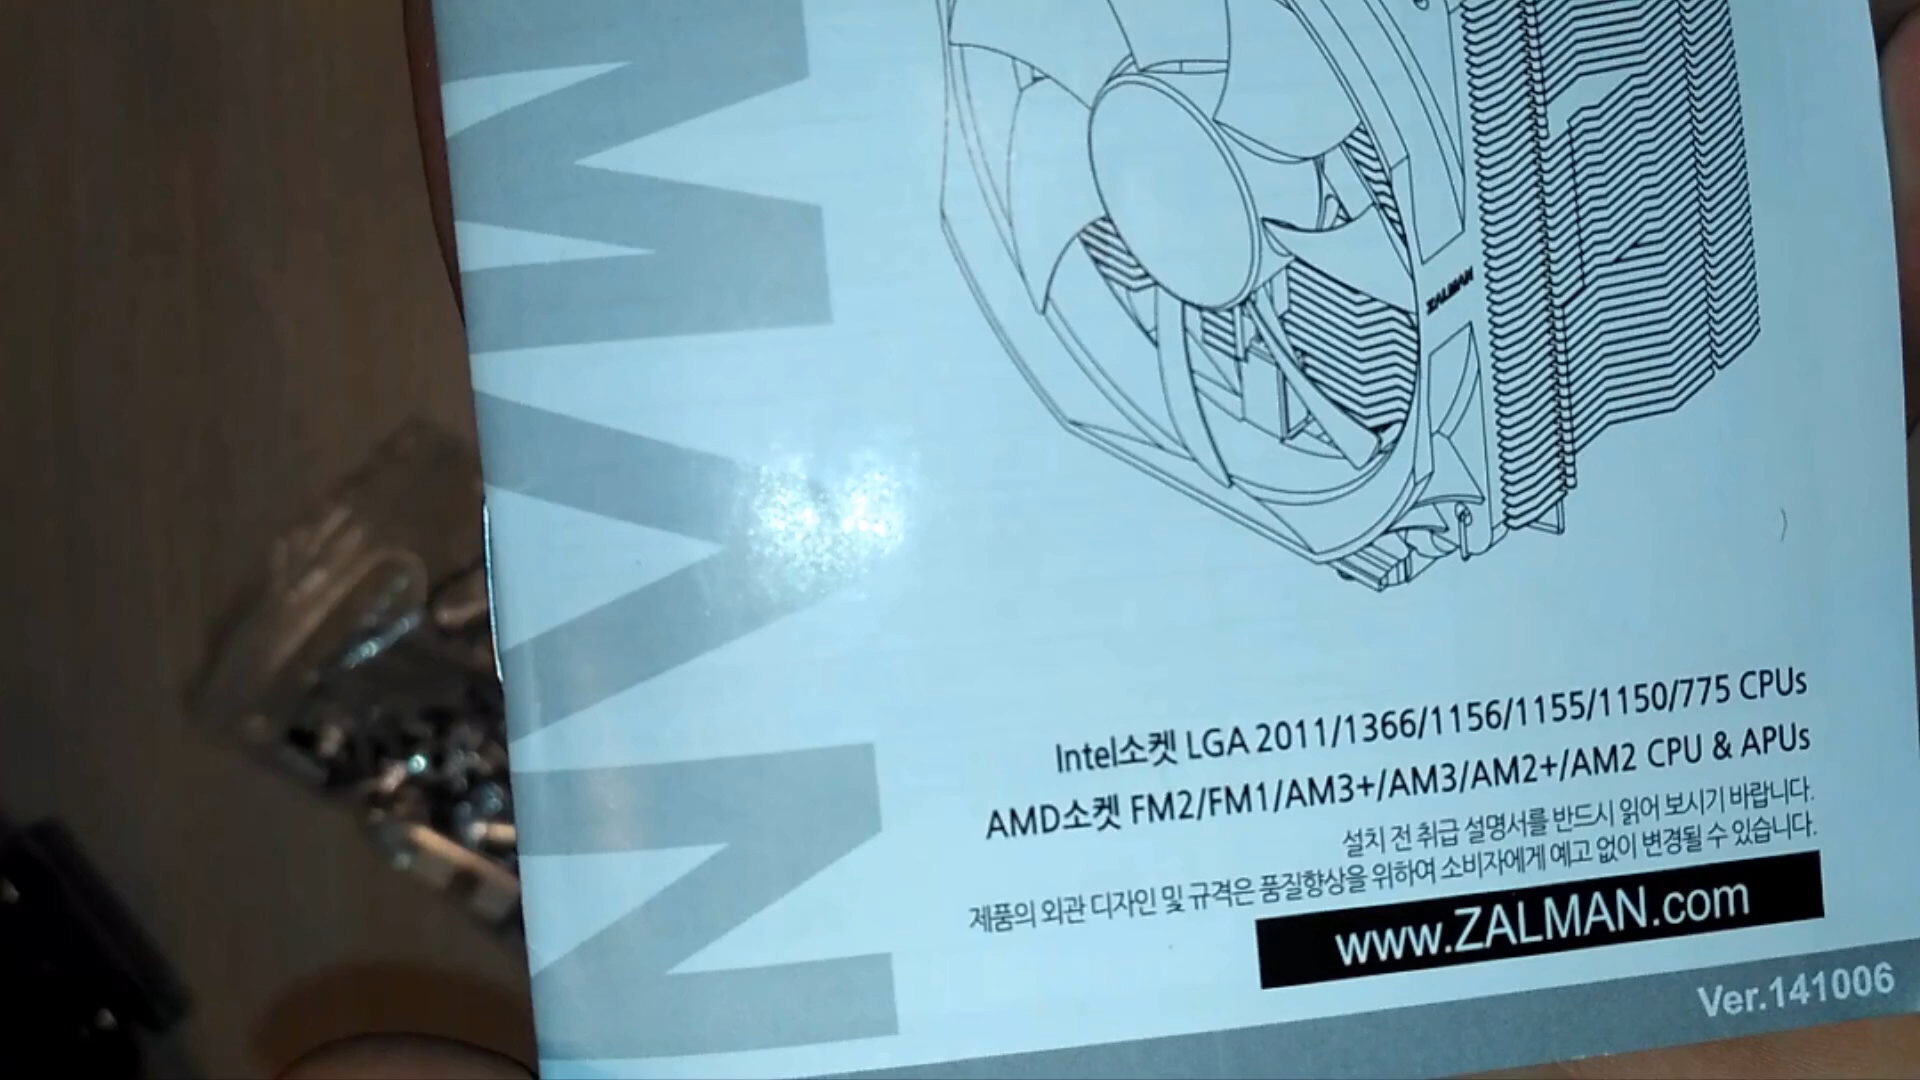 ZALMAN
Intel소켓 LGA 2011/1366/1156/1155/1150/775 CPUs
AMD소켓 FM2/FM1/AM3+/AM3/AM2+/AM2 CPU & APUs
설치 전 취급 설명서를 반드시 읽어 보시기 바랍니다.
제품의 외관 디자인 및 규격은 품질향상을 위하여 소비자에게 예고 없이 변경될 수 있습니다.
www.ZALMAN.com
Ver.141006